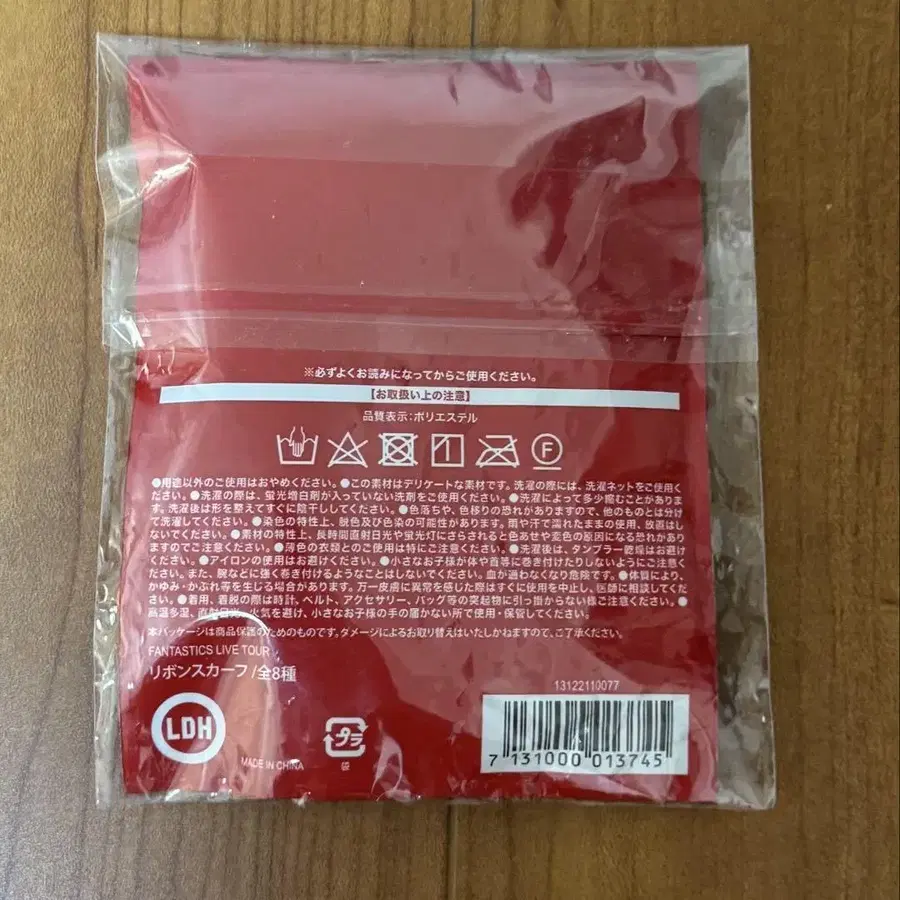 ※必ずよくお読みになってからご使用ください。
【お取扱い上の注意】
品質表示:ポリエステル
F
●用途以外のご使用はおやめください。●この素材はデリケートな素材です。洗濯の際には、洗濯ネットをご使用ください。●洗濯の際は、蛍光増白剤が入っていない洗剤をご使用ください。●洗濯によって多少縮むことがあります。洗濯後は形を整えてすぐに陰干ししてください。●色落ちや、色移りの恐れがありますので、他のものとは分けて洗濯してください。●染色の特性上、脱色及び色染の可能性があります。雨や汗で濡れたままの使用、放置はしないでください。●素材の特性上、長時間直射日光や蛍光灯にさらされると色あせや変色の原因になる恐れがありますのでご注意ください。●薄色の衣類とのご使用は特にご注意ください。●洗濯後は、タンブラー乾燥はお避けください。●アイロンの使用はお避けください。●小さなお子様が体や首等に巻き付けたりしないようにご注意ください。また、腕などに強く巻き付けるようなことはしないでください。血が通わなくなり危険です。●体質により、かゆみ・かぶれ等を生じる場合があります。万一皮膚に異常を感じた際はすぐに使用を中止し、医師に相談してください。●着用、着脱の際は時計、ベルト、アクセサリー、バッグ等の突起物に引っ掛からない様ご注意ください。●高温多湿、直射日光、火気を避け、小さなお子様の手の届かない所で使用・保管してください。
本パッケージは商品保護のためのものです。ダメージによるお取り替えはいたしかねますので、ご了承ください。
FANTASTICS LIVE TOUR
リボンスカーフ/全8種
13122110077
LDH
プラ
袋
MADE IN CHINA
7 131000 013745